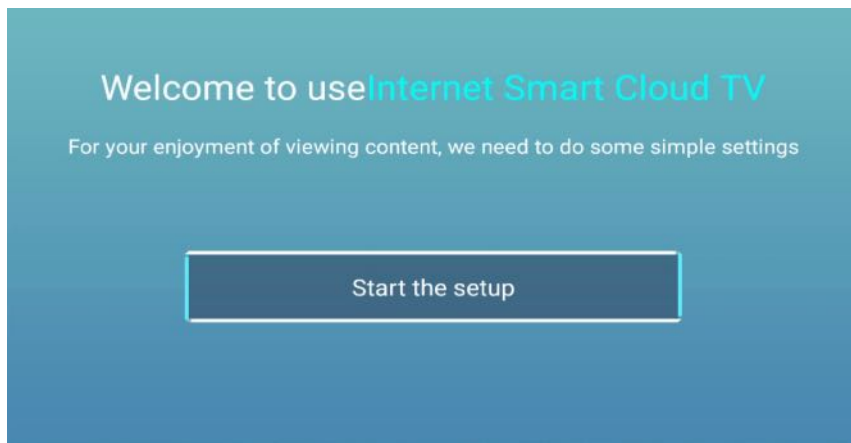 Welcome to useInternet Smart Cloud TV
For your enjoyment of viewing content, we need to do some simple settings
Start the setup